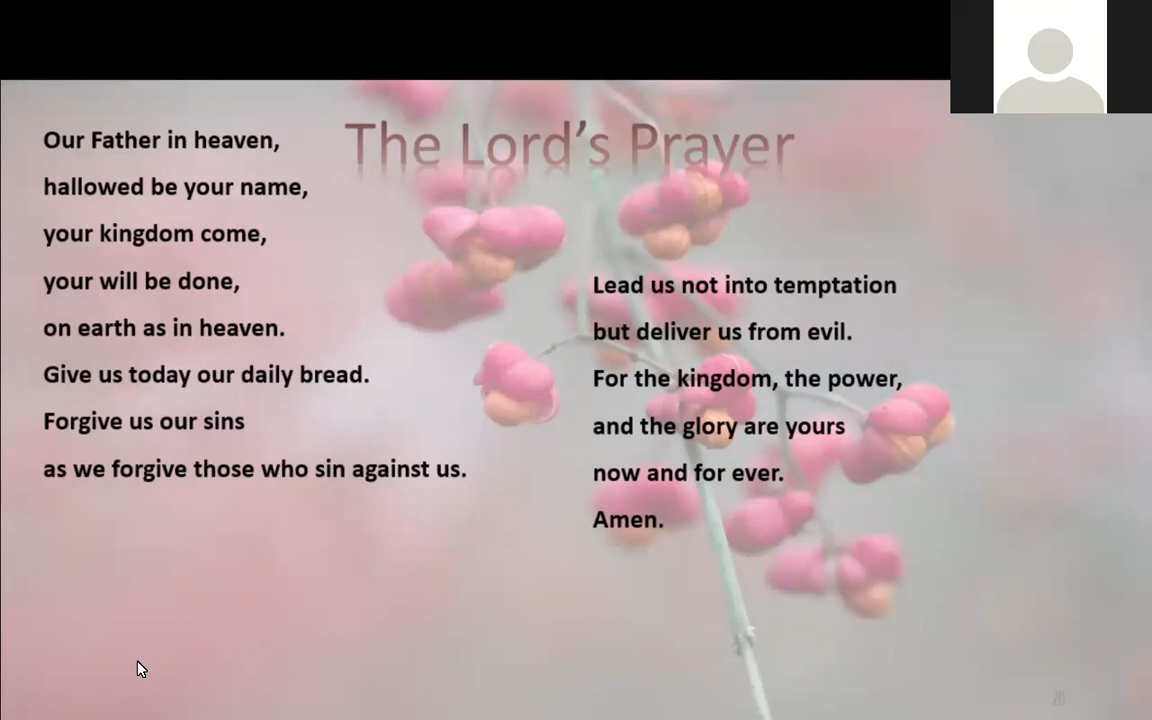 The Lord's Prayer
Our Father in heaven,
hallowed be your name,
your kingdom come,
your will be done,
on earth as in heaven.
Give us today our daily bread.
Forgive us our sins
as we forgive those who sin against us.
Lead us not into temptation
but deliver us from evil.
For the kingdom, the power,
and the glory are yours
now and for ever.
Amen.
20